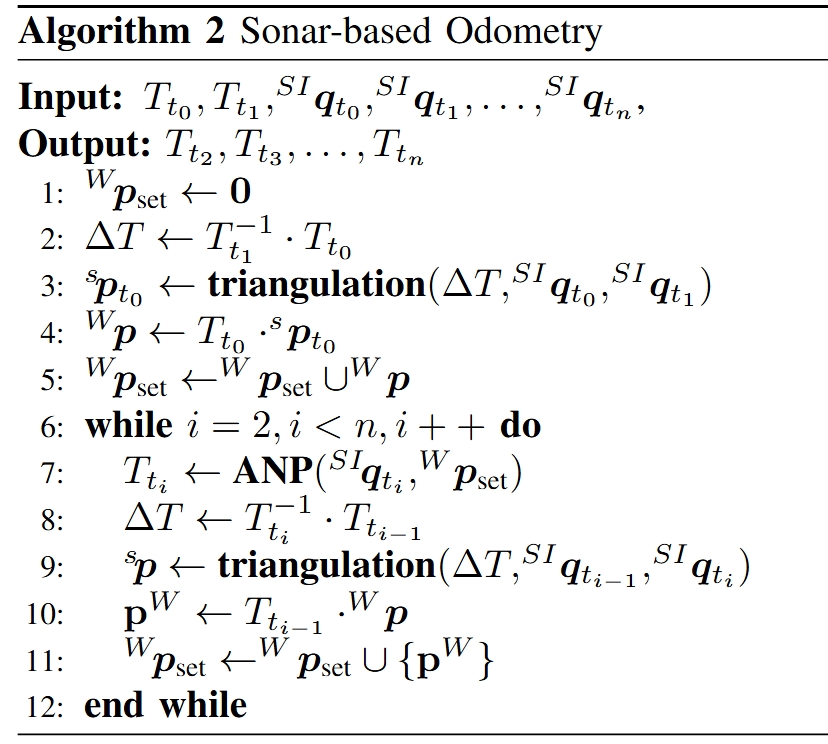 Algorithm 2 Sonar-based Odometry
Input: $T_{t_0}, T_{t_1}, {}^{SI}\boldsymbol{q}_{t_0}, {}^{SI}\boldsymbol{q}_{t_1}, \ldots, {}^{SI}\boldsymbol{q}_{t_n},$
Output: $T_{t_2}, T_{t_3}, \ldots, T_{t_n}$
1: ${}^{W}\boldsymbol{p}_{\text{set}} \leftarrow \mathbf{0}$
2: $\Delta T \leftarrow T_{t_1}^{-1} \cdot T_{t_0}$
3: ${}^{s}\boldsymbol{p}_{t_0} \leftarrow \textbf{triangulation}(\Delta T, {}^{SI}\boldsymbol{q}_{t_0}, {}^{SI}\boldsymbol{q}_{t_1})$
4: ${}^{W}\boldsymbol{p} \leftarrow T_{t_0} \cdot {}^{s}\boldsymbol{p}_{t_0}$
5: ${}^{W}\boldsymbol{p}_{\text{set}} \leftarrow {}^{W}\boldsymbol{p}_{\text{set}} \cup {}^{W}\boldsymbol{p}$
6: while $i = 2, i < n, i++$ do
7: $T_{t_i} \leftarrow \textbf{ANP}({}^{SI}\boldsymbol{q}_{t_i}, {}^{W}\boldsymbol{p}_{\text{set}})$
8: $\Delta T \leftarrow T_{t_i}^{-1} \cdot T_{t_{i-1}}$
9: ${}^{s}\boldsymbol{p} \leftarrow \textbf{triangulation}(\Delta T, {}^{SI}\boldsymbol{q}_{t_{i-1}}, {}^{SI}\boldsymbol{q}_{t_i})$
10: $\mathbf{p}^{W} \leftarrow T_{t_{i-1}} \cdot {}^{W}\boldsymbol{p}$
11: ${}^{W}\boldsymbol{p}_{\text{set}} \leftarrow {}^{W}\boldsymbol{p}_{\text{set}} \cup \{\mathbf{p}^{W}\}$
12: end while